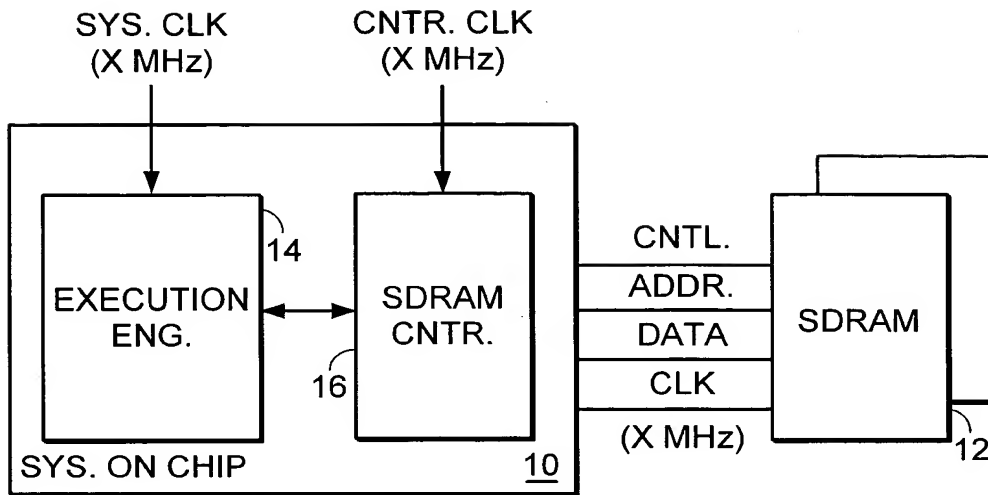 SYS. CLK
(X MHz)
CNTR. CLK
(X MHz)
14
EXECUTION
ENG.
16
SDRAM
CNTR.
SYS. ON CHIP
10
CNTL.
ADDR.
DATA
CLK
(X MHz)
SDRAM
12